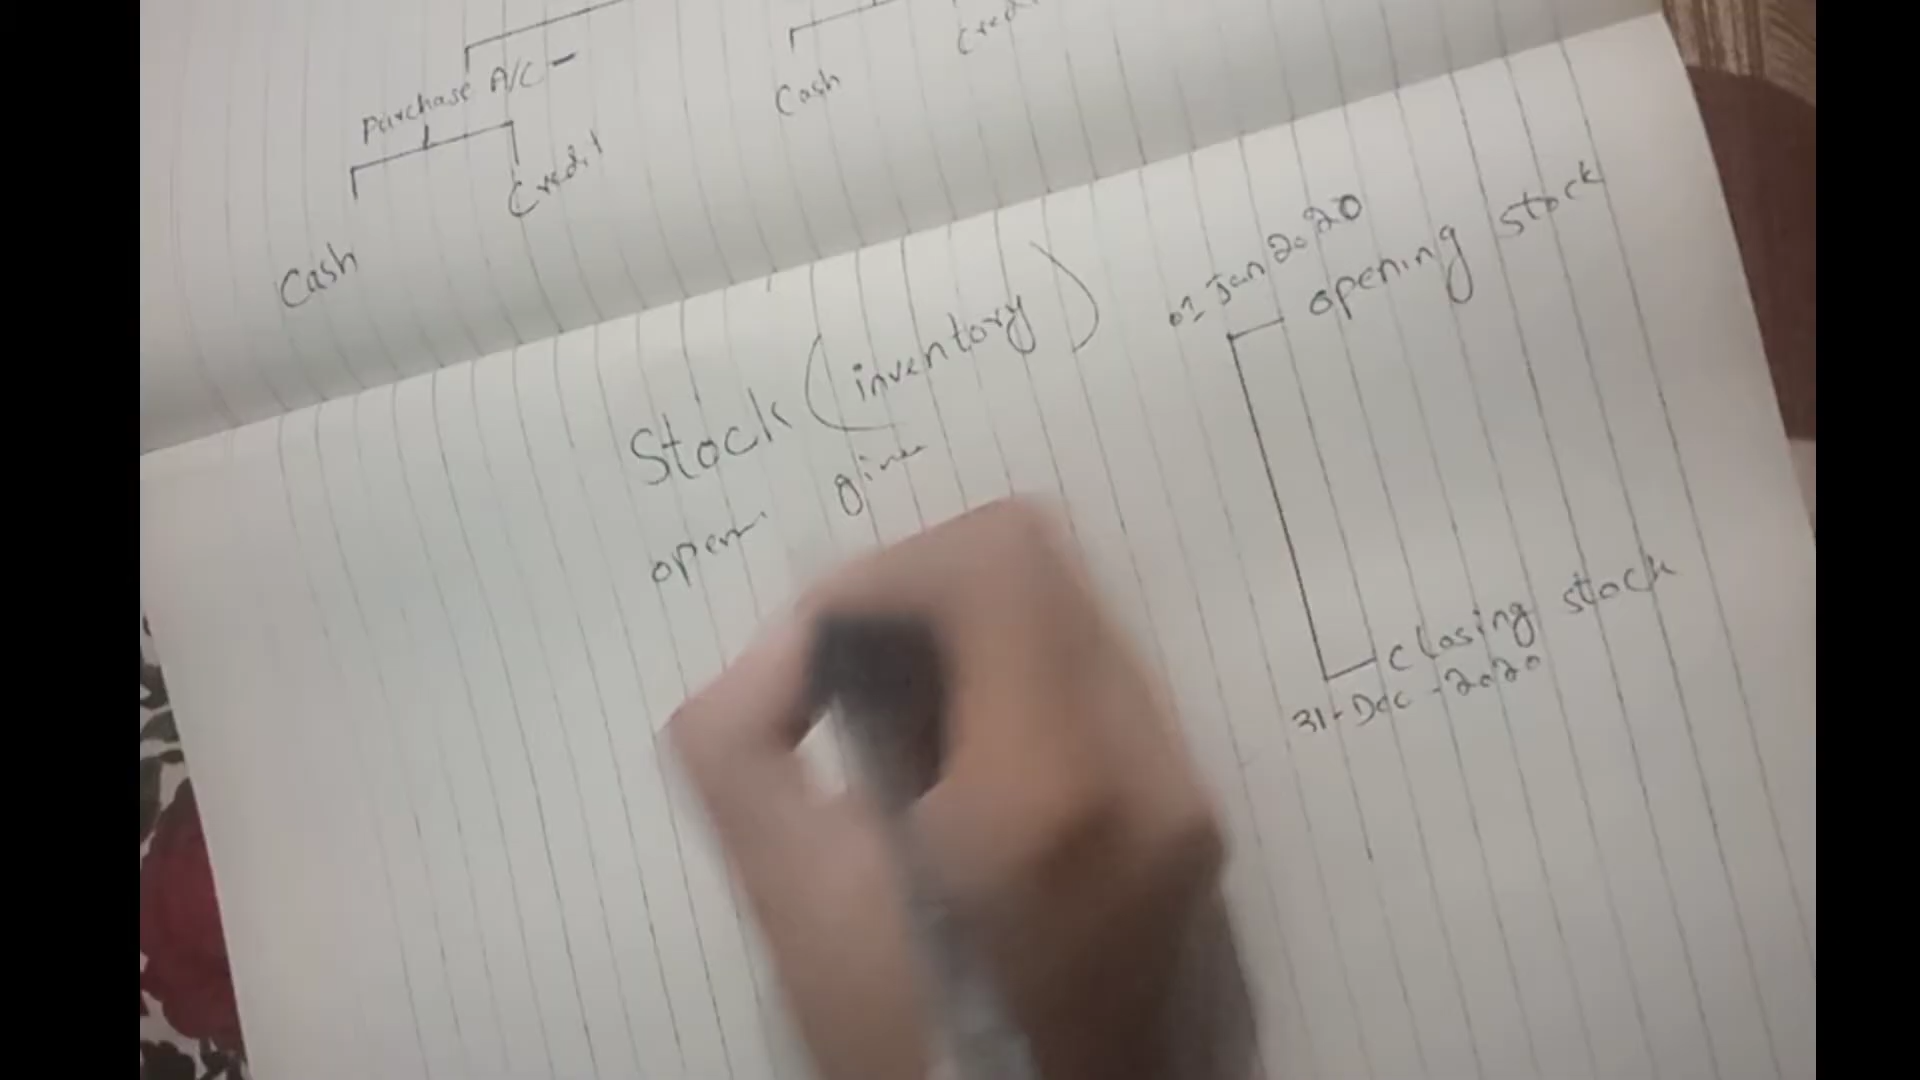 Purchase A/C -
Cash
Credit
Cash
Stock (inventory)
01 Jan 2020
opening stock
closing stock
31-Dec-2020